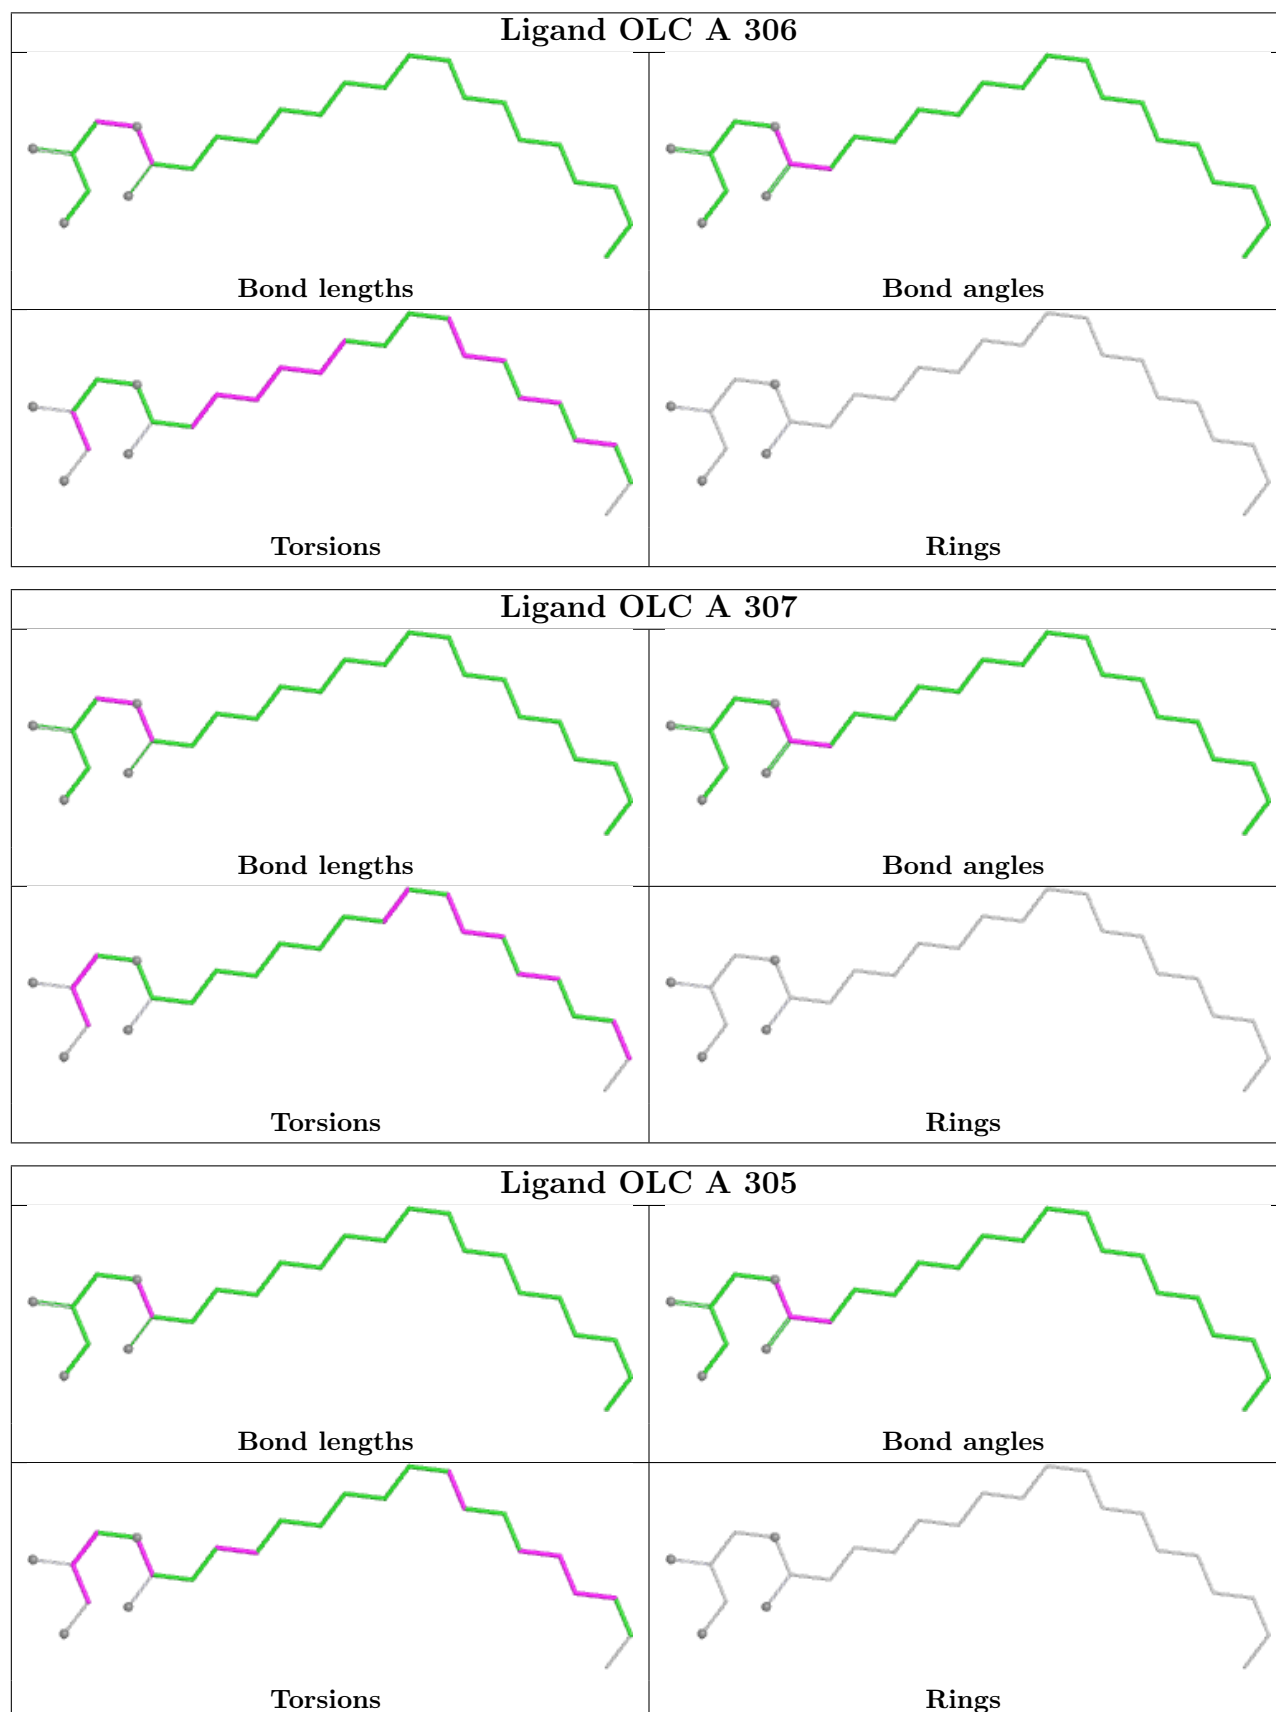 Ligand OLC A 306
Bond lengths
Bond angles
Torsions
Rings
Ligand OLC A 307
Bond lengths
Bond angles
Torsions
Rings
Ligand OLC A 305
Bond lengths
Bond angles
Torsions
Rings